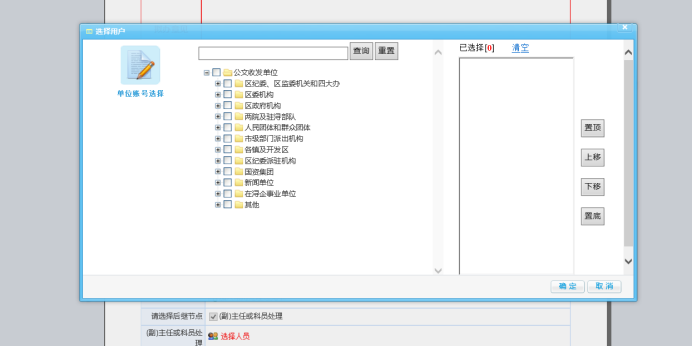 选择用户
单位账号选择
查询 重置
公文收发单位
区纪委、区监委机关和四大办
区委机构
区政府机构
两院及驻浔部队
人民团体和群众团体
市级部门派出机构
各镇及开发区
区纪委派驻机构
国资集团
新闻单位
在浔企事业单位
其他
已选择[0] 清空
置顶
上移
下移
置底
确 定 取 消
请选择后继节点 (副)主任或科员处理
(副)主任或科员处
理
选择人员